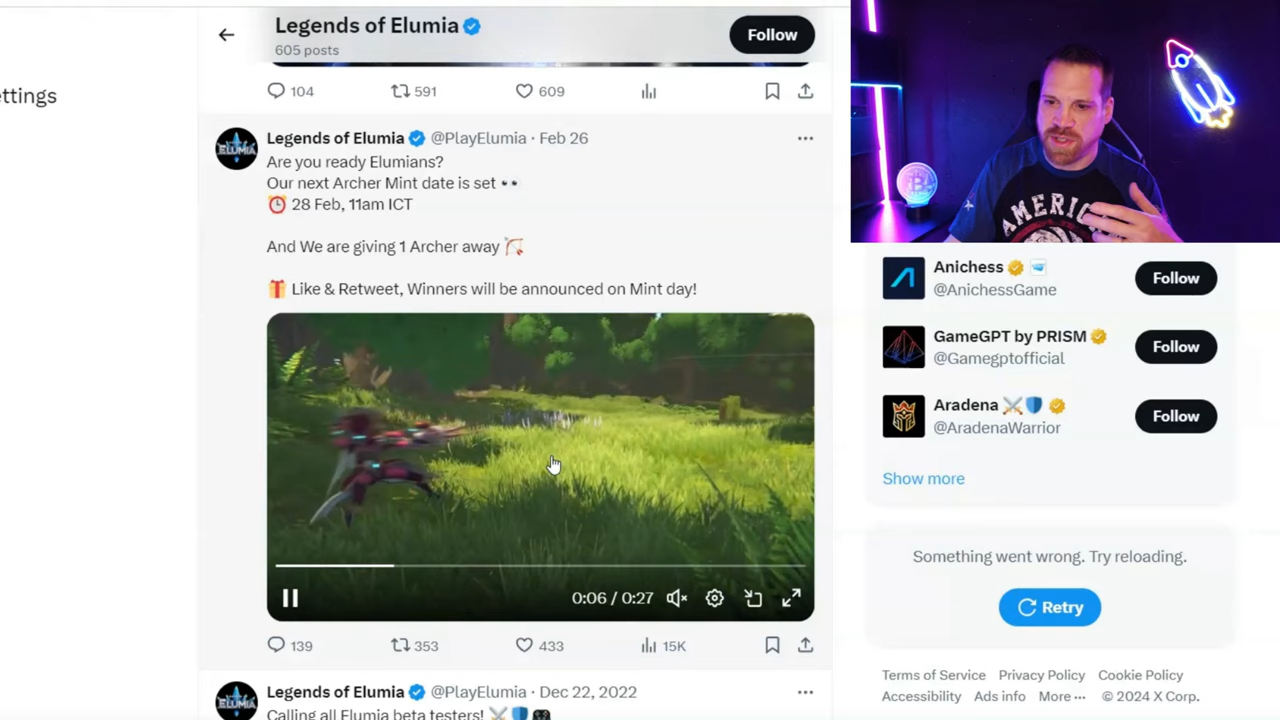 Legends of Elumia
605 posts
Follow
ettings
104
591
609
Legends of Elumia @PlayElumia · Feb 26
Are you ready Elumians?
Our next Archer Mint date is set 👀
⏰ 28 Feb, 11am ICT
And We are giving 1 Archer away 🏹
🎁 Like & Retweet, Winners will be announced on Mint day!
0:06 / 0:27
139
353
433
15K
Legends of Elumia @PlayElumia · Dec 22, 2022
Calling all Elumia beta testers! ⚔️🛡️
ELUMIA
ELUMIA
AMERIC
Anichess
@AnichessGame
Follow
GameGPT by PRISM
@Gamegptofficial
Follow
Aradena ⚔️🛡️
@AradenaWarrior
Follow
Show more
Something went wrong. Try reloading.
Retry
Terms of Service Privacy Policy Cookie Policy
Accessibility Ads info More ··· © 2024 X Corp.